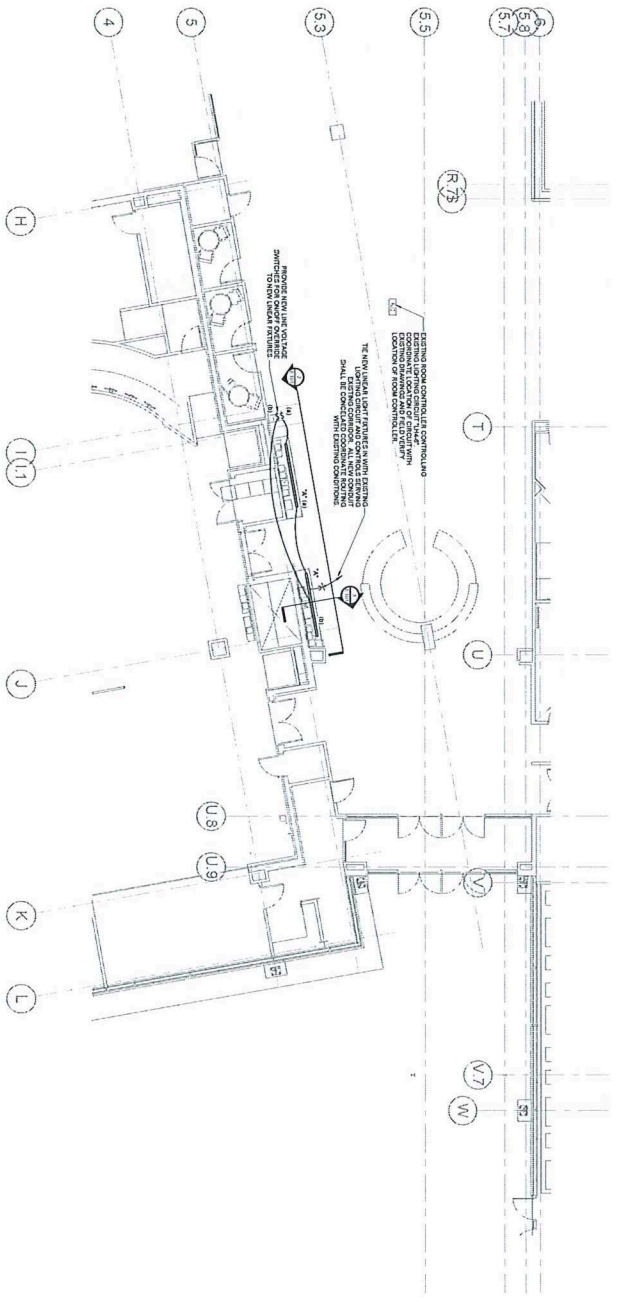 4
5
5.3
5.5
5.7
5.8
6
R.7
H
T
EXISTING ROOM CONTROLLER CONTROLLING
EXISTING LIGHTING CIRCUIT
COORDINATE LOCATION OF CIRCUIT WITH
EXISTING DRAWINGS AND FIELD VERIFY
LOCATION OF ROOM CONTROLLER.
TIE NEW LINEAR LIGHT FIXTURES IN WITH EXISTING
LIGHTING CIRCUIT AND CONTROLS SERVING
EXISTING CORRIDOR. ALL NEW CONDUIT
SHALL BE CONCELAED COORDINATE ROUTING
WITH EXISTING CONDITIONS.
PROVIDE NEW LINE VOLTAGE
SWITCHES FOR ON/OFF OVERRIDE
TO NEW LINEAR FIXTURES
(a)
(b)
"A" (a)
"A"
(b)
I
I.1
U
J
U.8
U.9
V
K
L
V.7
W